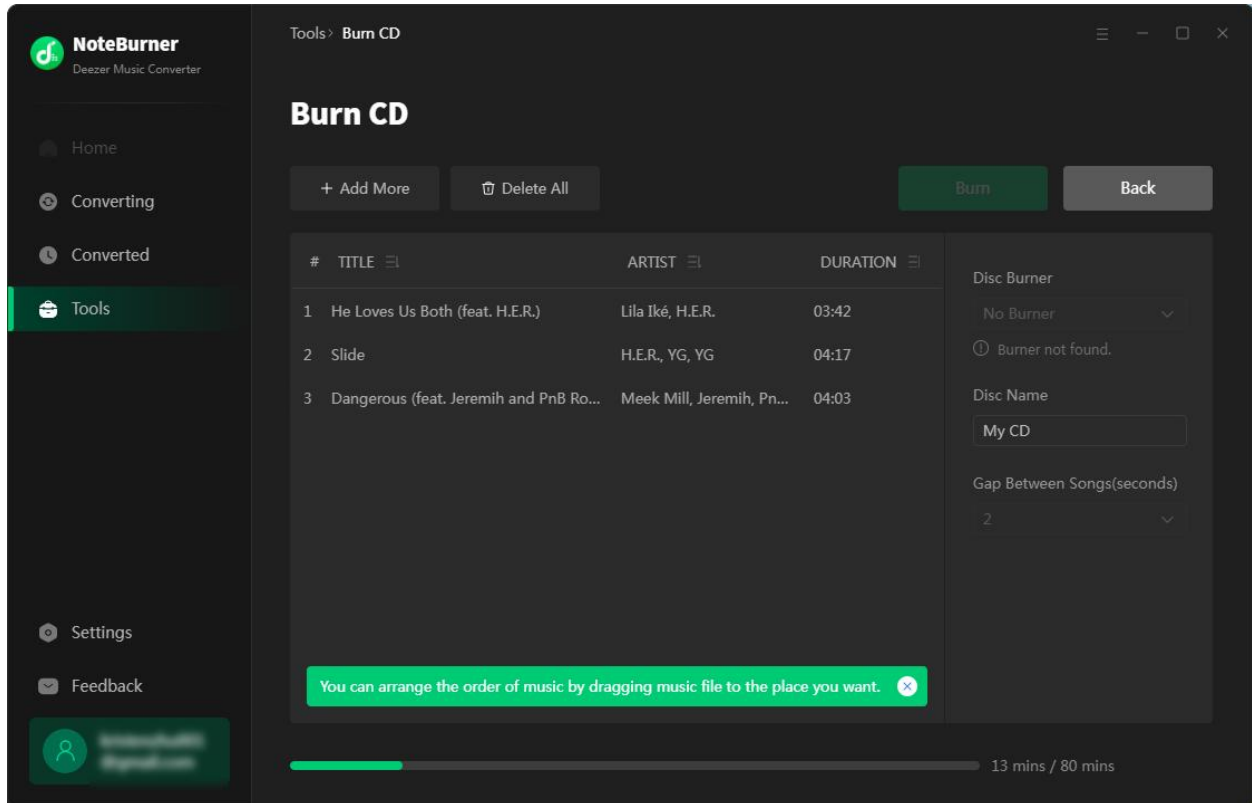 NoteBurner
Deezer Music Converter
Home
Converting
Converted
Tools
Settings
Feedback
Tools> Burn CD
Burn CD
+ Add More
Delete All
Burn
Back
# TITLE ARTIST DURATION
1 He Loves Us Both (feat. H.E.R.) Lila Iké, H.E.R. 03:42
2 Slide H.E.R., YG, YG 04:17
3 Dangerous (feat. Jeremih and PnB Ro... Meek Mill, Jeremih, Pn... 04:03
You can arrange the order of music by dragging music file to the place you want.
Disc Burner
No Burner
Burner not found.
Disc Name
My CD
Gap Between Songs(seconds)
2
13 mins / 80 mins